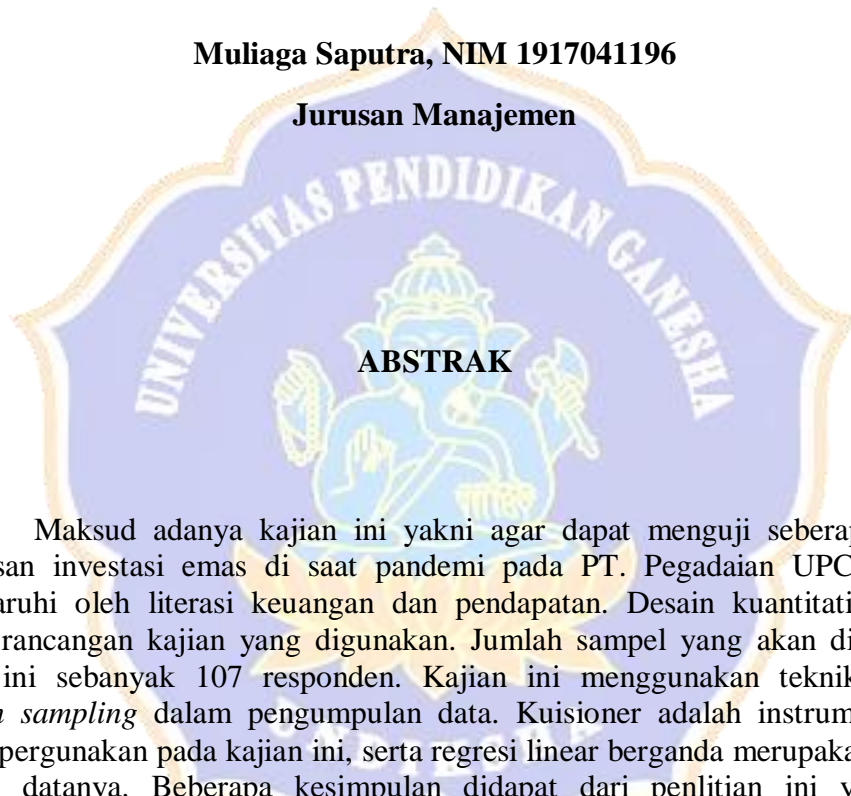 Muliaga Saputra, NIM 1917041196
Jurusan Manajemen
UNIVERSITAS PENDIDIKAN GANESHA
ABSTRAK
Maksud adanya kajian ini yakni agar dapat menguji seberap
san investasi emas di saat pandemi pada PT. Pegadaian UPC
aruhi oleh literasi keuangan dan pendapatan. Desain kuantitati
rancangan kajian yang digunakan. Jumlah sampel yang akan di
ini sebanyak 107 responden. Kajian ini menggunakan teknik
sampling dalam pengumpulan data. Kuisioner adalah instrum
pergunakan pada kajian ini, serta regresi linear berganda merupaka
datanya. Beberapa kesimpulan didapat dari penlitian ini y